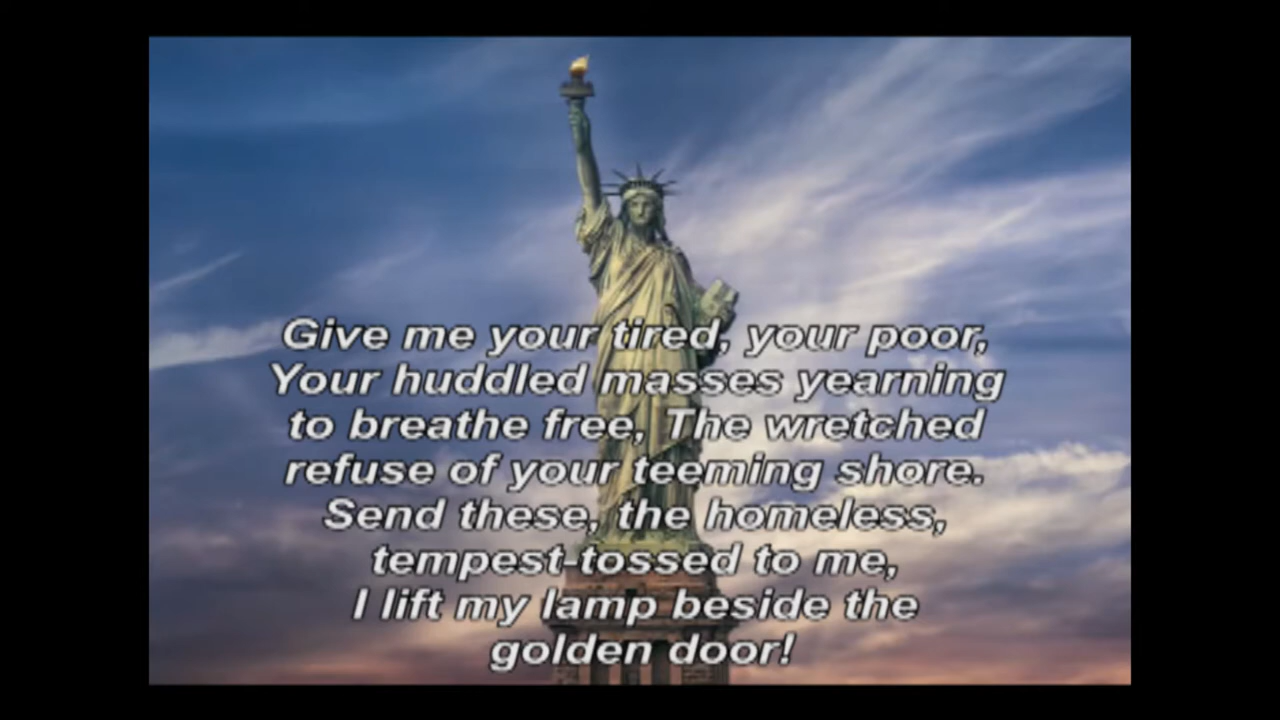 Give me your tired, your poor,
Your huddled masses yearning
to breathe free, The wretched
refuse of your teeming shore.
Send these, the homeless,
tempest-tossed to me,
I lift my lamp beside the
golden door!